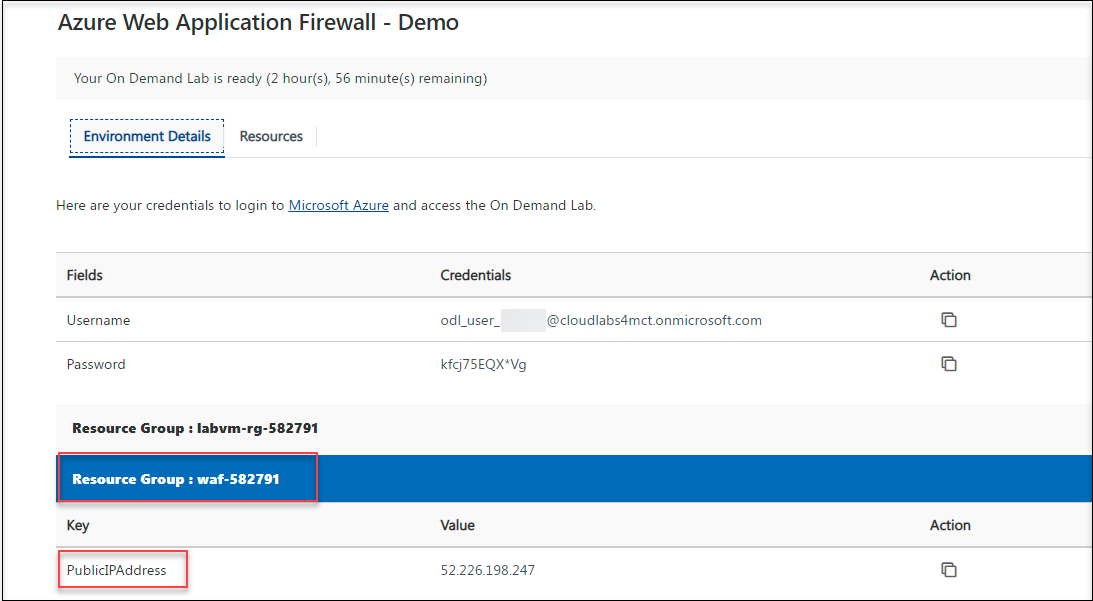 Azure Web Application Firewall - Demo
Your On Demand Lab is ready (2 hour(s), 56 minute(s) remaining)
Environment Details Resources
Here are your credentials to login to Microsoft Azure and access the On Demand Lab.
Fields Credentials Action
Username odl_user_ @cloudlabs4mct.onmicrosoft.com
Password kfcj75EQX*Vg
Resource Group : labvm-rg-582791
Resource Group : waf-582791
Key Value Action
PublicIPAddress 52.226.198.247